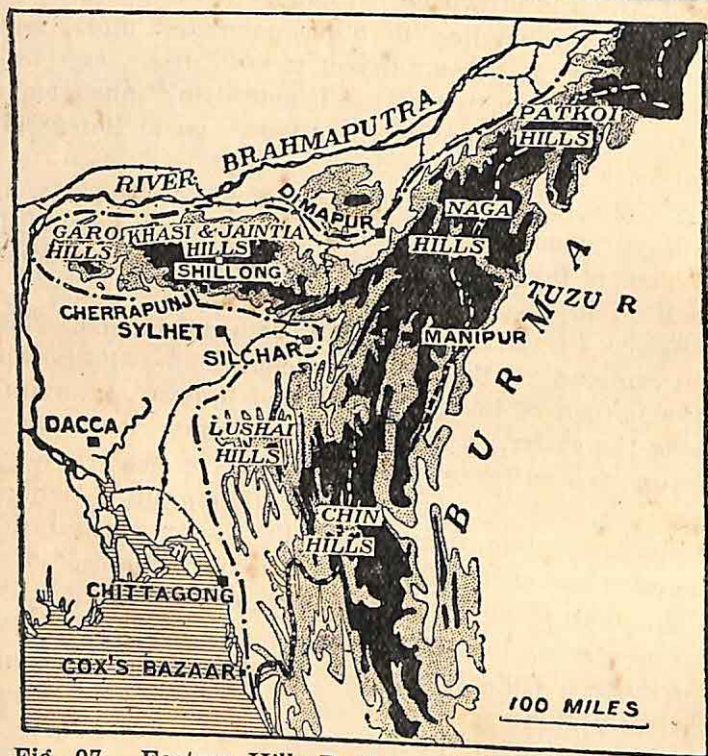 BRAHMAPUTRA
RIVER
PATKOI
HILLS
DIMAPUR
NAGA
HILLS
GARO
HILLS
KHASI & JAINTIA
HILLS
SHILLONG
TUZU R
BURMA
CHERRAPUNJI
SYLHET
SILCHAR
MANIPUR
DACCA
LUSHAI
HILLS
CHIN
HILLS
CHITTAGONG
COX'S BAZAAR
100 MILES
Fig. 97. Eastern Hills